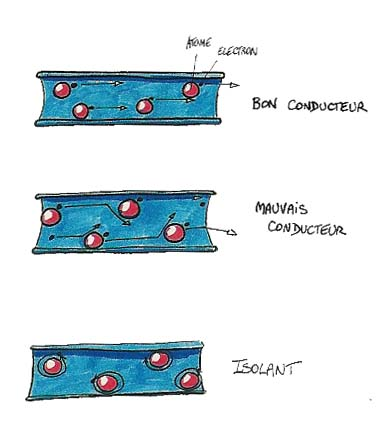 ATOME
ELECTRON
BON CONDUCTEUR
MAUVAIS
CONDUCTEUR
ISOLANT